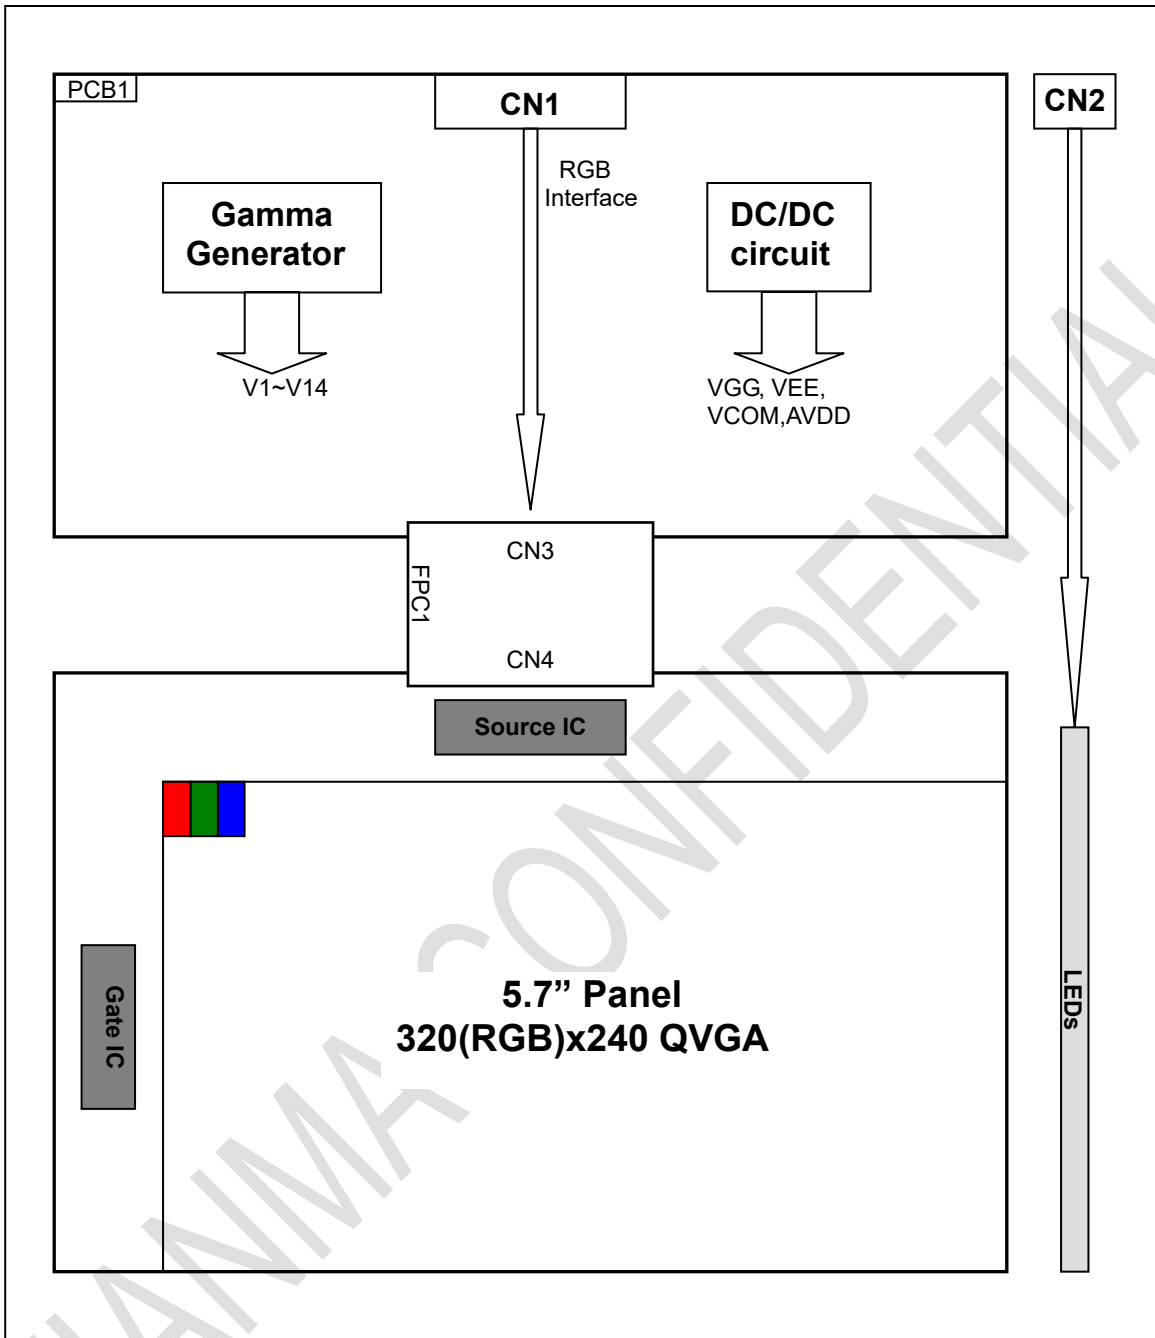 PCB1
CN1
CN2
RGB
Interface
Gamma
Generator
DC/DC
circuit
V1~V14
VGG, VEE,
VCOM,AVDD
CN3
FPC1
CN4
Source IC
Gate IC
5.7” Panel
320(RGB)x240 QVGA
LEDs
IANMA CONFIDENTIAL